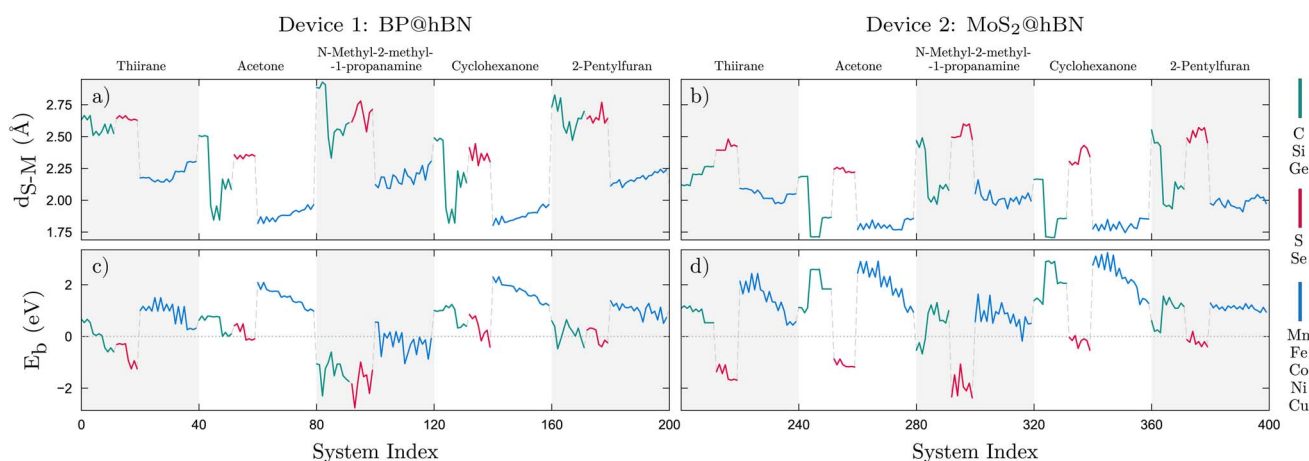 Device 1: BP@hBN
Device 2: MoS₂@hBN
Thiirane
Acetone
N-Methyl-2-methyl-
-1-propanamine
Cyclohexanone
2-Pentylfuran
Thiirane
Acetone
N-Methyl-2-methyl-
-1-propanamine
Cyclohexanone
2-Pentylfuran
a)
b)
d_S-M (Å)
2.75
2.50
2.25
2.00
1.75
c)
d)
E_b (eV)
2
0
-2
0
40
80
120
160
200
240
280
320
360
400
System Index
System Index
C
Si
Ge
S
Se
Mn
Fe
Co
Ni
Cu